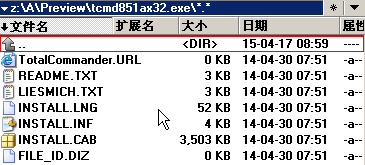 z:\A\Preview\tcmd851ax32.exe\*.* * ▼
↓文件名 扩展名 大小 日期 属性
.. <DIR> 15-04-17 08:59 ----
TotalCommander.URL 0 KB 14-04-30 07:51 -a--
README.TXT 3 KB 14-04-30 07:51 -a--
LIESMICH.TXT 3 KB 14-04-30 07:51 -a--
INSTALL.LNG 52 KB 14-04-30 07:51 -a--
INSTALL.INF 4 KB 14-04-30 07:51 -a--
INSTALL.CAB 3,503 KB 14-04-30 07:51 -a--
FILE_ID.DIZ 0 KB 14-04-30 07:51 -a--